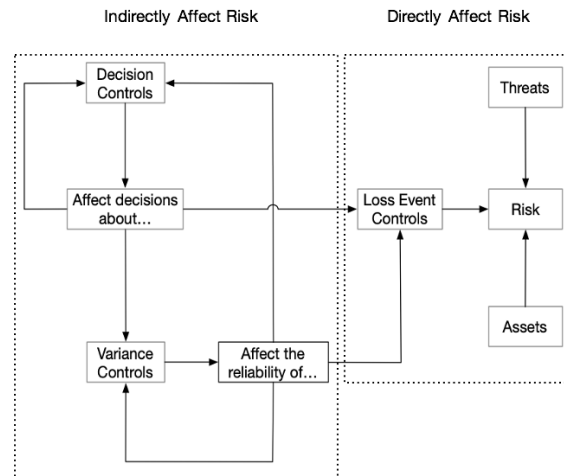 Indirectly Affect Risk
Directly Affect Risk
Decision
Controls
Threats
Affect decisions
about…
Loss Event
Controls
Risk
Variance
Controls
Affect the
reliability of…
Assets